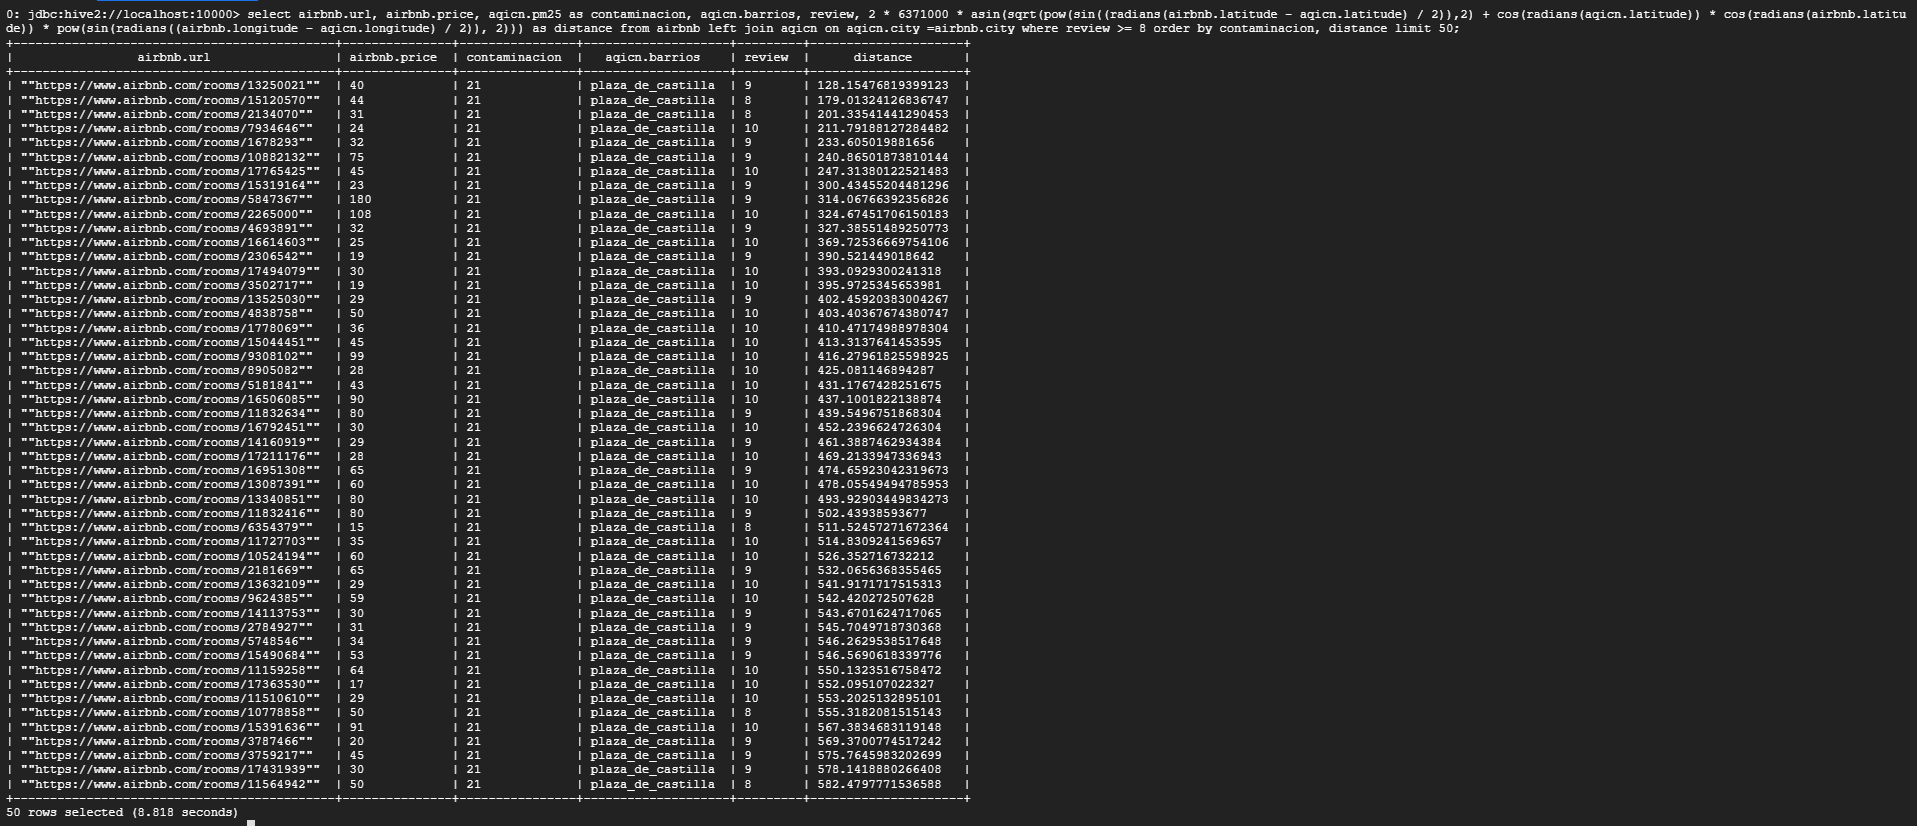 0: jdbc:hive2://localhost:10000> select airbnb.url, airbnb.price, aqicn.pm25 as contaminacion, aqicn.barrios, review, 2 * 6371000 * asin(sqrt(pow(sin((radians(airbnb.latitude - aqicn.latitude) / 2)),2) + cos(radians(aqicn.latitude)) * cos(radians(airbnb.latitu
de)) * pow(sin(radians((airbnb.longitude - aqicn.longitude) / 2)), 2))) as distance from airbnb left join aqicn on aqicn.city =airbnb.city where review >= 8 order by contaminacion, distance limit 50;
| airbnb.url | airbnb.price | contaminacion | aqicn.barrios | review | distance |
| ""https://www.airbnb.com/rooms/13250021"" | 40 | 21 | plaza_de_castilla | 9 | 128.15476819399123 |
| ""https://www.airbnb.com/rooms/15120570"" | 44 | 21 | plaza_de_castilla | 8 | 179.01324126836747 |
| ""https://www.airbnb.com/rooms/2134070"" | 31 | 21 | plaza_de_castilla | 8 | 201.33541441290453 |
| ""https://www.airbnb.com/rooms/7934646"" | 24 | 21 | plaza_de_castilla | 10 | 211.79188127284482 |
| ""https://www.airbnb.com/rooms/1678293"" | 32 | 21 | plaza_de_castilla | 9 | 233.605019881656 |
| ""https://www.airbnb.com/rooms/10882132"" | 75 | 21 | plaza_de_castilla | 9 | 240.86501873810144 |
| ""https://www.airbnb.com/rooms/17765425"" | 45 | 21 | plaza_de_castilla | 10 | 247.31380122521483 |
| ""https://www.airbnb.com/rooms/15319164"" | 23 | 21 | plaza_de_castilla | 9 | 300.43455204481296 |
| ""https://www.airbnb.com/rooms/5847367"" | 180 | 21 | plaza_de_castilla | 9 | 314.06766392356826 |
| ""https://www.airbnb.com/rooms/2265000"" | 108 | 21 | plaza_de_castilla | 10 | 324.67451706150183 |
| ""https://www.airbnb.com/rooms/4693891"" | 32 | 21 | plaza_de_castilla | 9 | 327.38551489250773 |
| ""https://www.airbnb.com/rooms/16614603"" | 25 | 21 | plaza_de_castilla | 10 | 369.72536669754106 |
| ""https://www.airbnb.com/rooms/2306542"" | 19 | 21 | plaza_de_castilla | 9 | 390.521449018642 |
| ""https://www.airbnb.com/rooms/17494079"" | 30 | 21 | plaza_de_castilla | 10 | 393.0929300241318 |
| ""https://www.airbnb.com/rooms/3502717"" | 19 | 21 | plaza_de_castilla | 10 | 395.9725345653981 |
| ""https://www.airbnb.com/rooms/13525030"" | 29 | 21 | plaza_de_castilla | 9 | 402.45920383004267 |
| ""https://www.airbnb.com/rooms/4838758"" | 50 | 21 | plaza_de_castilla | 10 | 403.40367674380747 |
| ""https://www.airbnb.com/rooms/1778069"" | 36 | 21 | plaza_de_castilla | 10 | 410.47174988978304 |
| ""https://www.airbnb.com/rooms/15044451"" | 45 | 21 | plaza_de_castilla | 10 | 413.3137641453595 |
| ""https://www.airbnb.com/rooms/9308102"" | 99 | 21 | plaza_de_castilla | 10 | 416.27961825598925 |
| ""https://www.airbnb.com/rooms/8905082"" | 28 | 21 | plaza_de_castilla | 10 | 425.081146894287 |
| ""https://www.airbnb.com/rooms/5181841"" | 43 | 21 | plaza_de_castilla | 10 | 431.1767428251675 |
| ""https://www.airbnb.com/rooms/16506085"" | 90 | 21 | plaza_de_castilla | 10 | 437.1001822138874 |
| ""https://www.airbnb.com/rooms/11832634"" | 80 | 21 | plaza_de_castilla | 9 | 439.5496751868304 |
| ""https://www.airbnb.com/rooms/16792451"" | 30 | 21 | plaza_de_castilla | 10 | 452.2396624726304 |
| ""https://www.airbnb.com/rooms/14160919"" | 29 | 21 | plaza_de_castilla | 9 | 461.3887462934384 |
| ""https://www.airbnb.com/rooms/17211176"" | 28 | 21 | plaza_de_castilla | 10 | 469.2133947336943 |
| ""https://www.airbnb.com/rooms/16951308"" | 65 | 21 | plaza_de_castilla | 9 | 474.65923042319673 |
| ""https://www.airbnb.com/rooms/13087391"" | 60 | 21 | plaza_de_castilla | 10 | 478.05549494785953 |
| ""https://www.airbnb.com/rooms/13340851"" | 80 | 21 | plaza_de_castilla | 10 | 493.92903449834273 |
| ""https://www.airbnb.com/rooms/11832416"" | 80 | 21 | plaza_de_castilla | 9 | 502.43938593677 |
| ""https://www.airbnb.com/rooms/6354379"" | 15 | 21 | plaza_de_castilla | 8 | 511.52457271672364 |
| ""https://www.airbnb.com/rooms/11727703"" | 35 | 21 | plaza_de_castilla | 10 | 514.8309241569657 |
| ""https://www.airbnb.com/rooms/10524194"" | 60 | 21 | plaza_de_castilla | 10 | 526.352716732212 |
| ""https://www.airbnb.com/rooms/2181669"" | 65 | 21 | plaza_de_castilla | 9 | 532.0656368355465 |
| ""https://www.airbnb.com/rooms/13632109"" | 29 | 21 | plaza_de_castilla | 10 | 541.9171717515313 |
| ""https://www.airbnb.com/rooms/9624385"" | 59 | 21 | plaza_de_castilla | 10 | 542.420272507628 |
| ""https://www.airbnb.com/rooms/14113753"" | 30 | 21 | plaza_de_castilla | 9 | 543.6701624717065 |
| ""https://www.airbnb.com/rooms/2784927"" | 31 | 21 | plaza_de_castilla | 9 | 545.7049718730368 |
| ""https://www.airbnb.com/rooms/5748546"" | 34 | 21 | plaza_de_castilla | 9 | 546.2629538517648 |
| ""https://www.airbnb.com/rooms/15490684"" | 53 | 21 | plaza_de_castilla | 9 | 546.5690618339776 |
| ""https://www.airbnb.com/rooms/11159258"" | 64 | 21 | plaza_de_castilla | 10 | 550.1323516758472 |
| ""https://www.airbnb.com/rooms/17363530"" | 17 | 21 | plaza_de_castilla | 10 | 552.095107022327 |
| ""https://www.airbnb.com/rooms/11510610"" | 29 | 21 | plaza_de_castilla | 10 | 553.2025132895101 |
| ""https://www.airbnb.com/rooms/10778858"" | 50 | 21 | plaza_de_castilla | 8 | 555.3182081515143 |
| ""https://www.airbnb.com/rooms/15391636"" | 91 | 21 | plaza_de_castilla | 10 | 567.3834683119148 |
| ""https://www.airbnb.com/rooms/3787466"" | 20 | 21 | plaza_de_castilla | 9 | 569.3700774517242 |
| ""https://www.airbnb.com/rooms/3759217"" | 45 | 21 | plaza_de_castilla | 9 | 575.7645983202699 |
| ""https://www.airbnb.com/rooms/17431939"" | 30 | 21 | plaza_de_castilla | 9 | 578.1418880266408 |
| ""https://www.airbnb.com/rooms/11564942"" | 50 | 21 | plaza_de_castilla | 8 | 582.4797771536588 |
50 rows selected (8.818 seconds)